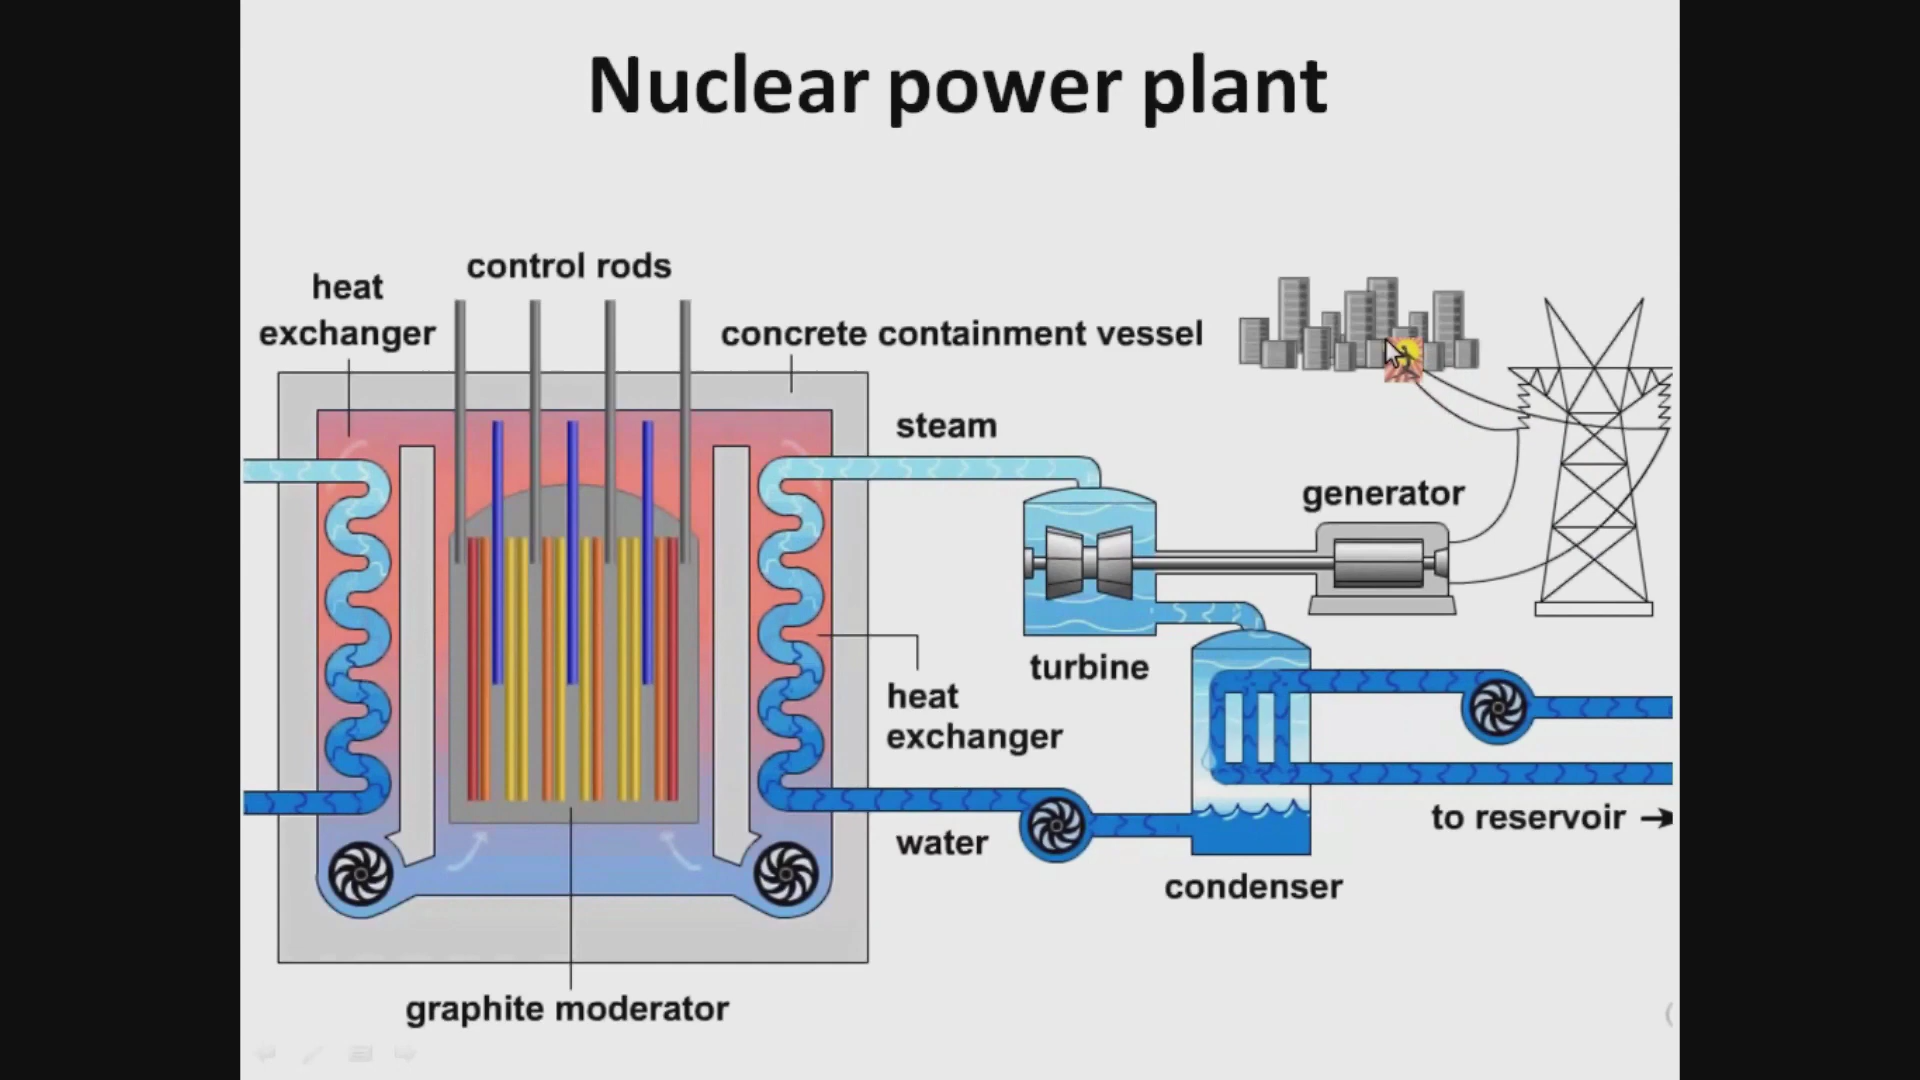 Nuclear power plant
control rods
heat
exchanger
concrete containment vessel
steam
generator
turbine
heat
exchanger
to reservoir →
water
condenser
graphite moderator